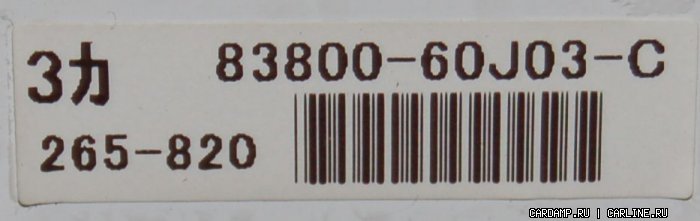 3カ 83800-60J03-C
265-820
CARDAMP.RU | CARLINE.RU